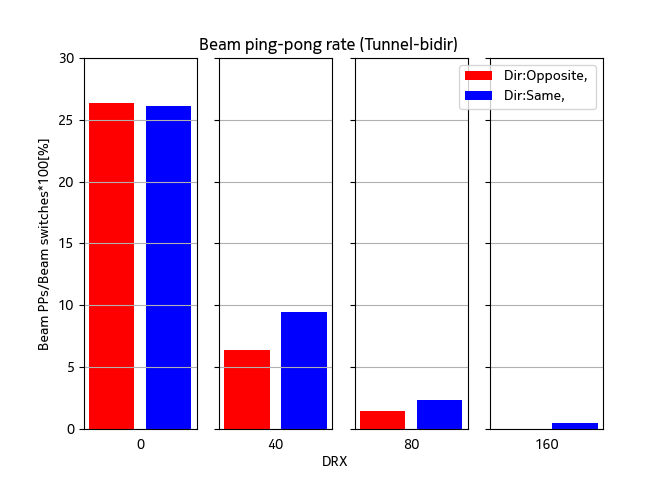 Beam ping-pong rate (Tunnel-bidir)
Dir:Opposite,
Dir:Same,
Beam PPs/Beam switches*100[%]
30
25
20
15
10
5
0
0
40
80
160
DRX